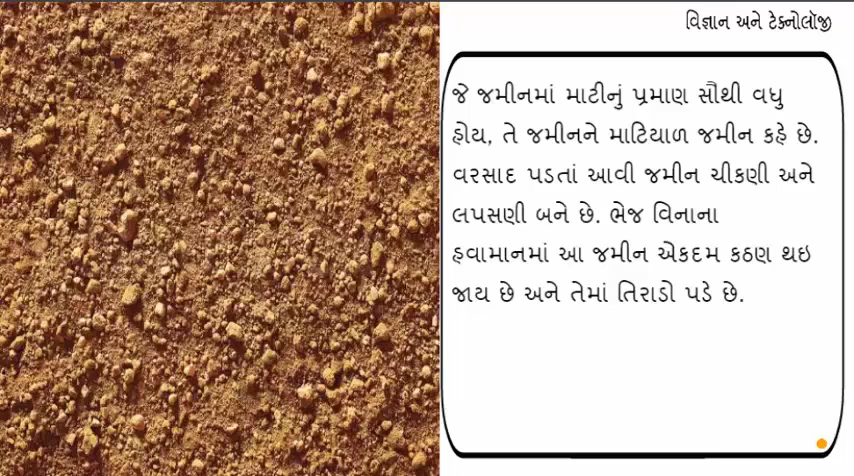 વિજ્ઞાન અને ટેકનોલૉજી
જે જમીનમાં માટીનું પ્રમાણ સૌથી વધુ
હોય, તે જમીનને માટિયાળ જમીન કહે છે.
વરસાદ પડતાં આવી જમીન ચીકણી અને
લપસણી બને છે. ભેજ વિનાના
હવામાનમાં આ જમીન એકદમ કઠણ થઇ
જાય છે અને તેમાં તિરાડો પડે છે.